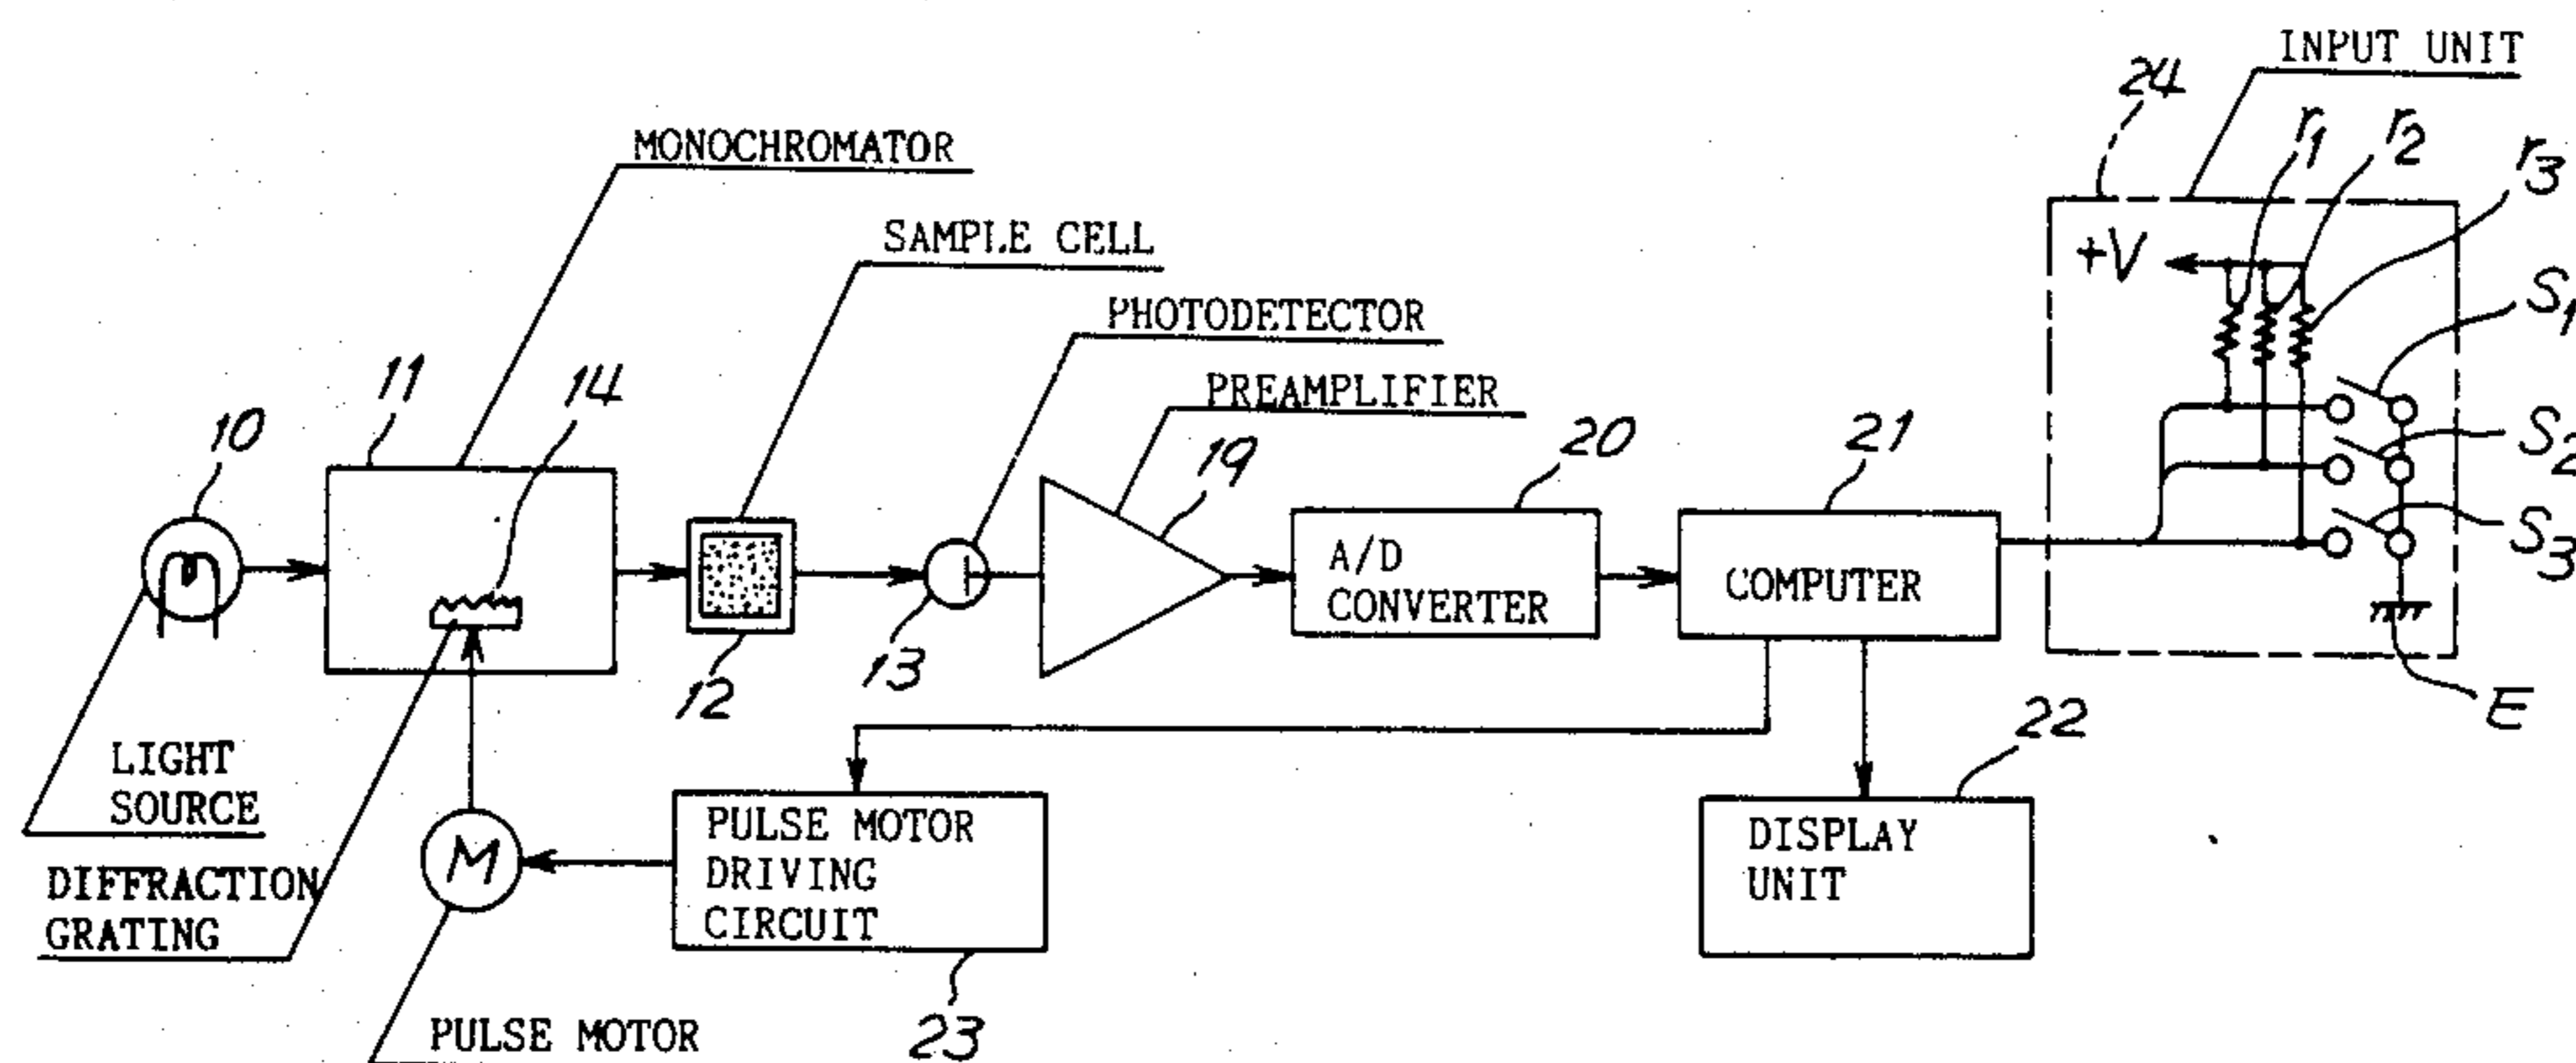 INPUT UNIT
24
r1
r2
r3
MONOCHROMATOR
SAMPLE CELL
+V
S1
PHOTODETECTOR
PREAMPLIFIER
11
14
10
19
20
21
S2
S3
A/D
CONVERTER
COMPUTER
12
13
E
22
LIGHT
SOURCE
M
PULSE MOTOR
DRIVING
CIRCUIT
DISPLAY
UNIT
DIFFRACTION
GRATING
23
PULSE MOTOR